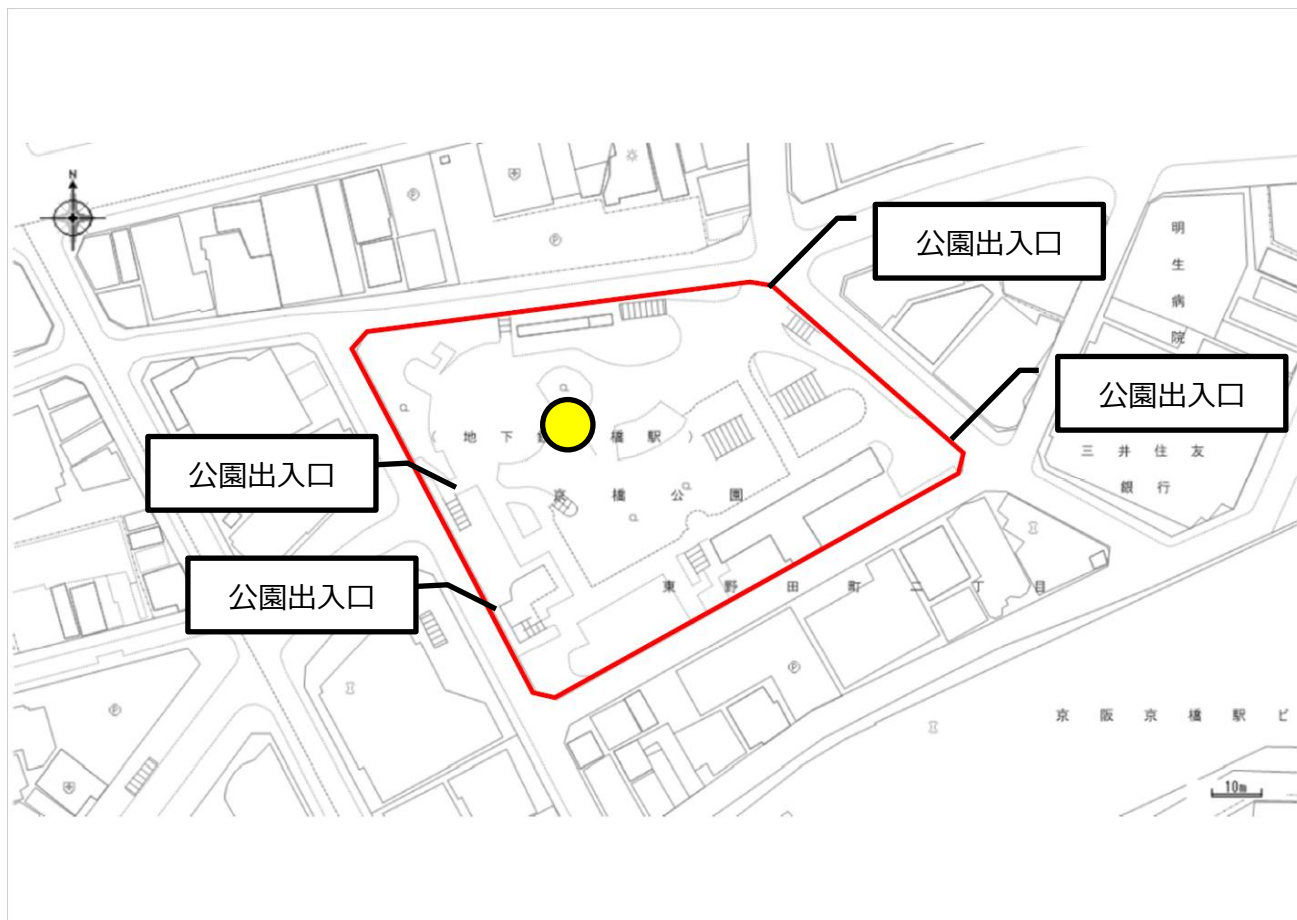 N
公園出入口
明生病院
公園出入口
三井住友
銀行
(地下 橋駅)
公園出入口
京橋公園
公園出入口
東野田町二丁目
京阪京橋駅ビ
10m